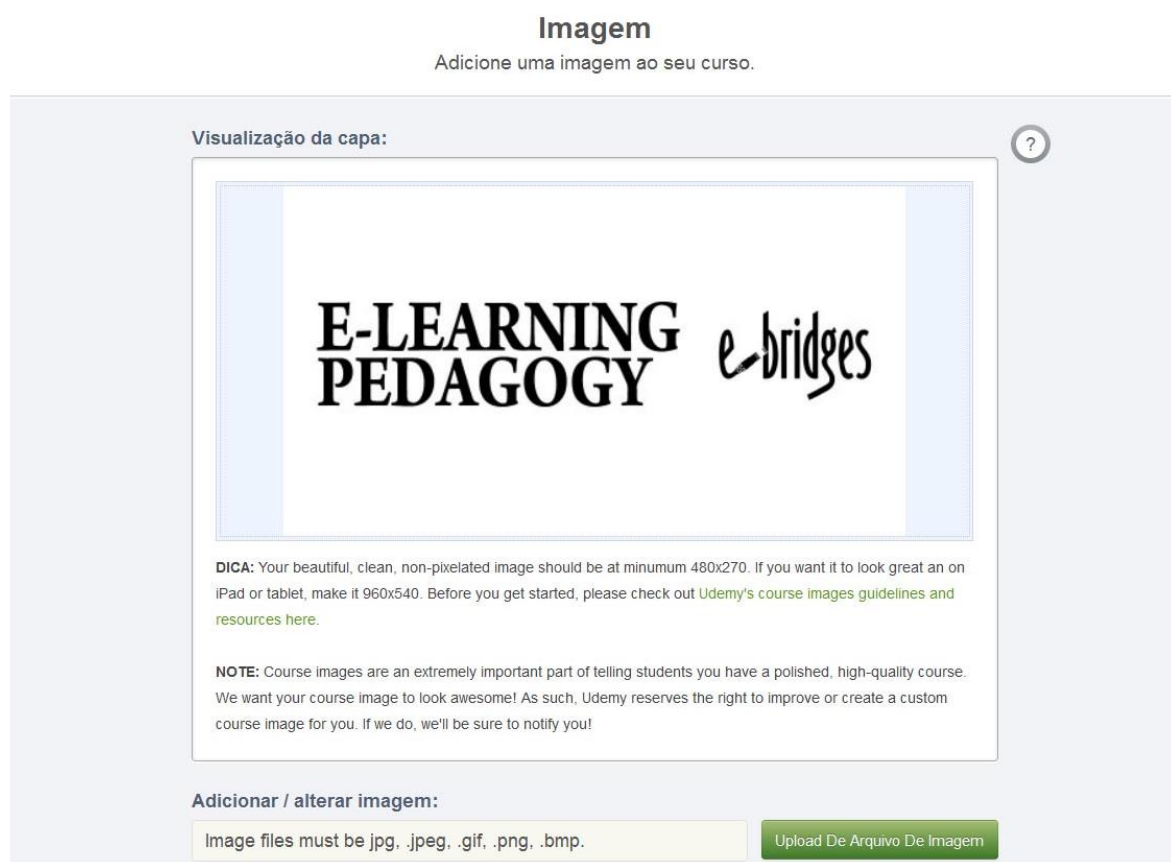 Imagem
Adicione uma imagem ao seu curso.
Visualização da capa:
?
E-LEARNING
PEDAGOGY
e-bridges
DICA: Your beautiful, clean, non-pixelated image should be at minumum 480x270. If you want it to look great an on
iPad or tablet, make it 960x540. Before you get started, please check out Udemy's course images guidelines and
resources here.
NOTE: Course images are an extremely important part of telling students you have a polished, high-quality course.
We want your course image to look awesome! As such, Udemy reserves the right to improve or create a custom
course image for you. If we do, we'll be sure to notify you!
Adicionar / alterar imagem:
Image files must be jpg, .jpeg, .gif, .png, .bmp.
Upload De Arquivo De Imagem